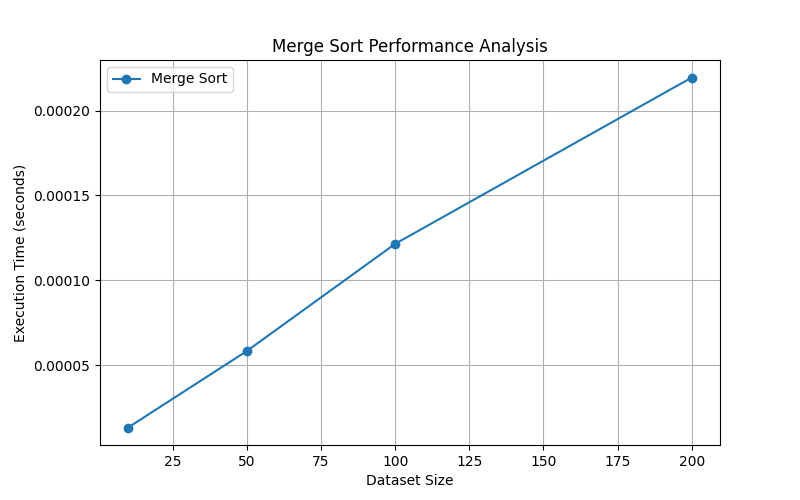 Merge Sort Performance Analysis
Merge Sort
Execution Time (seconds)
0.00020
0.00015
0.00010
0.00005
25 50 75 100 125 150 175 200
Dataset Size